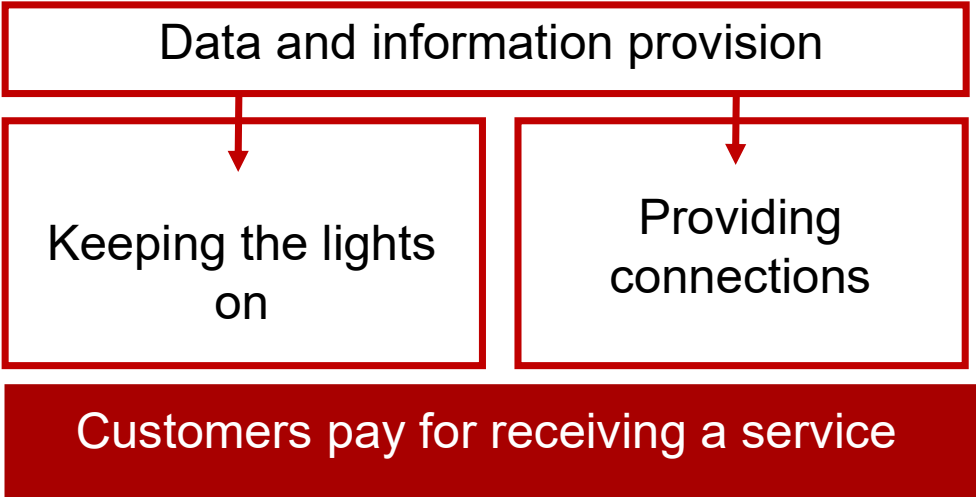 Data and information provision
Keeping the lights
on
Providing
connections
Customers pay for receiving a service